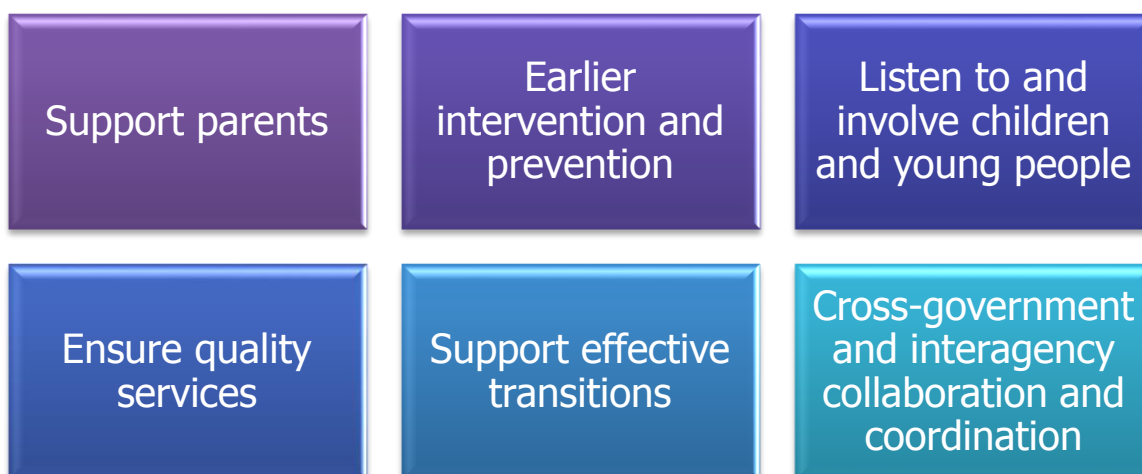 Support parents
Earlier
intervention and
prevention
Listen to and
involve children
and young people
Ensure quality
services
Support effective
transitions
Cross-government
and interagency
collaboration and
coordination